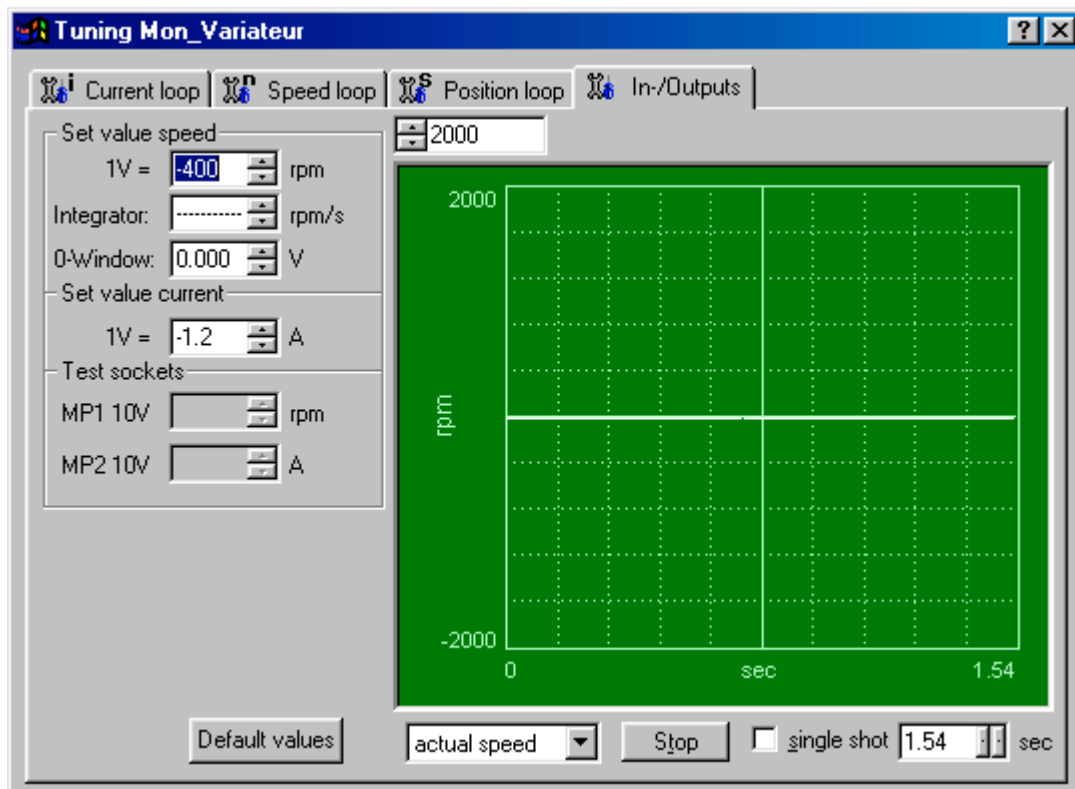 Tuning Mon_Variateur
i Current loop n Speed loop S Position loop In-/Outputs
Set value speed
1V = -400 rpm
Integrator: ---------- rpm/s
0-Window: 0.000 V
Set value current
1V = -1.2 A
Test sockets
MP1 10V rpm
MP2 10V A
2000
2000
rpm
-2000
0 sec 1.54
Default values actual speed Stop single shot 1.54 sec